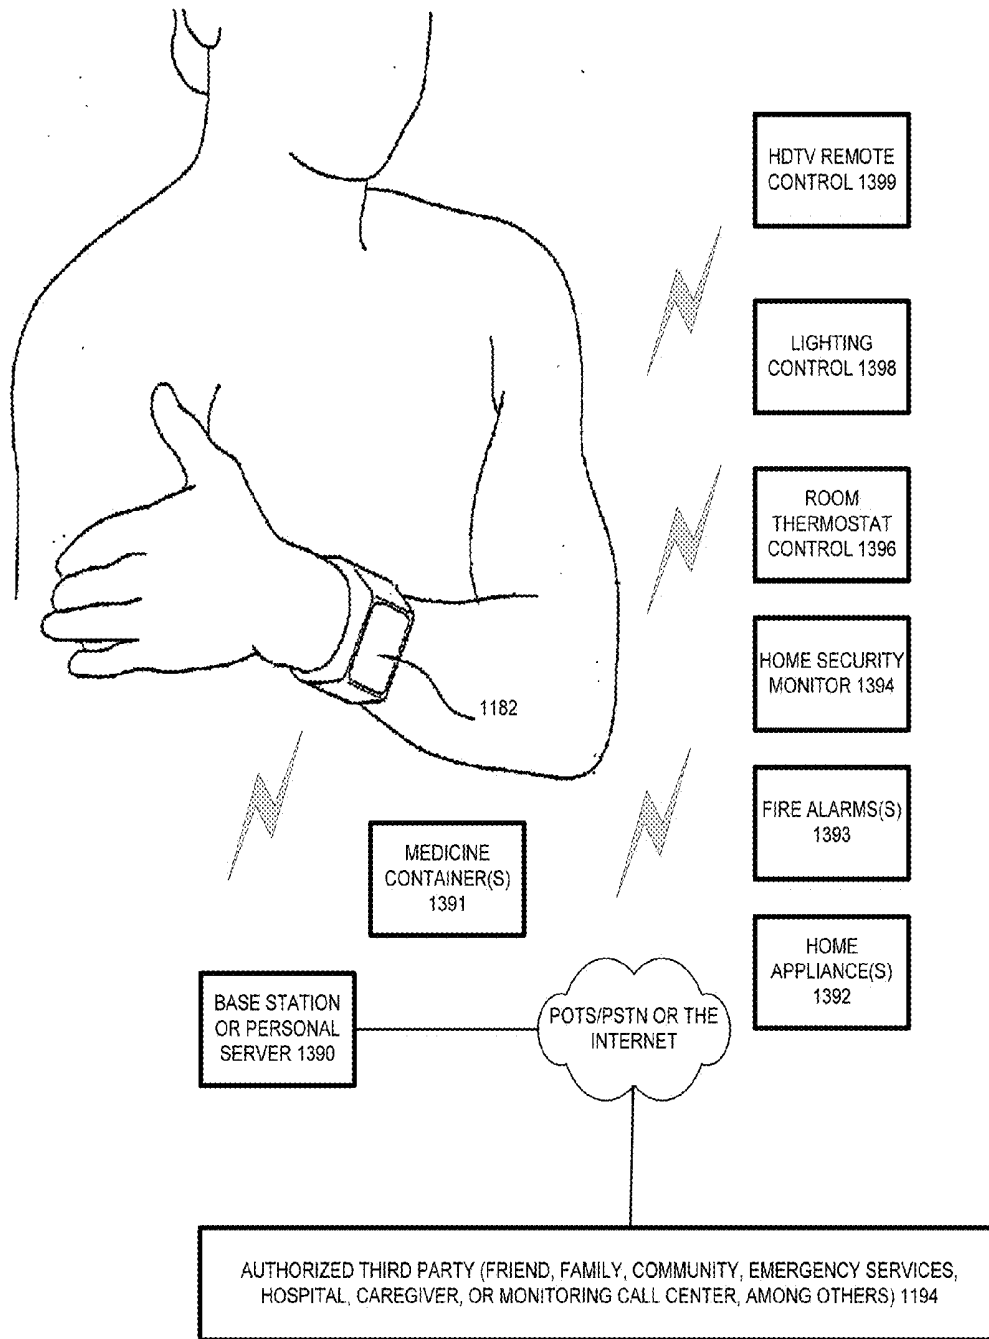 HDTV REMOTE
CONTROL 1399
LIGHTING
CONTROL 1398
ROOM
THERMOSTAT
CONTROL 1396
HOME SECURITY
MONITOR 1394
1182
FIRE ALARMS(S)
1393
MEDICINE
CONTAINER(S)
1391
HOME
APPLIANCE(S)
1392
BASE STATION
OR PERSONAL
SERVER 1390
POTS/PSTN OR THE
INTERNET
AUTHORIZED THIRD PARTY (FRIEND, FAMILY, COMMUNITY, EMERGENCY SERVICES,
HOSPITAL, CAREGIVER, OR MONITORING CALL CENTER, AMONG OTHERS) 1194